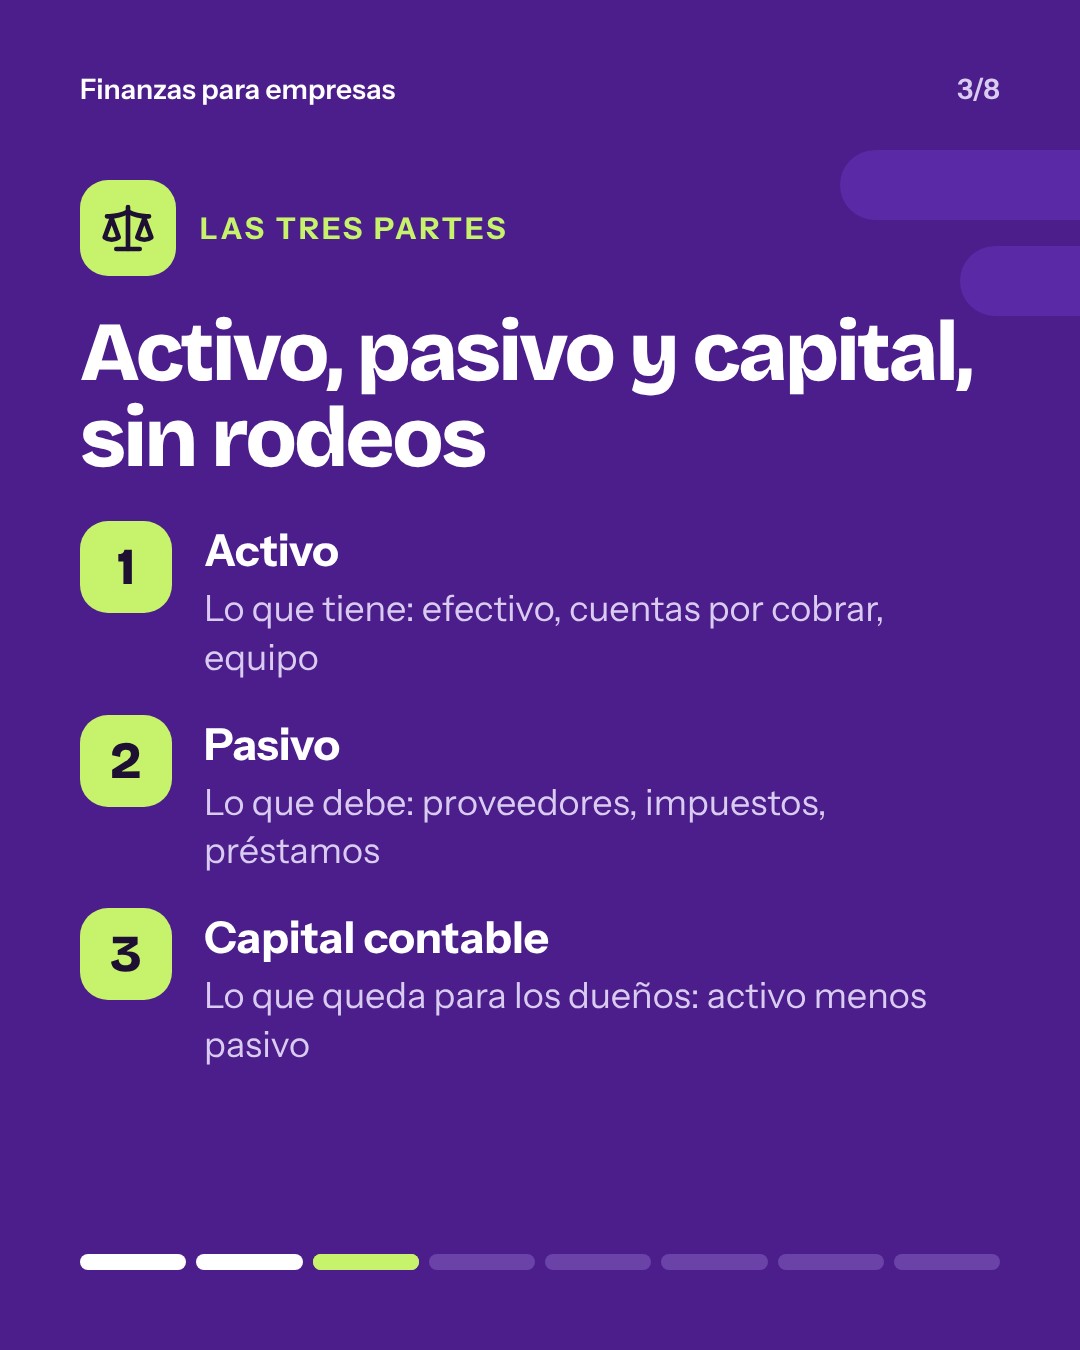 Finanzas para empresas
3/8
LAS TRES PARTES
Activo, pasivo y capital,
sin rodeos
1
Activo
Lo que tiene: efectivo, cuentas por cobrar,
equipo
2
Pasivo
Lo que debe: proveedores, impuestos,
préstamos
3
Capital contable
Lo que queda para los dueños: activo menos
pasivo